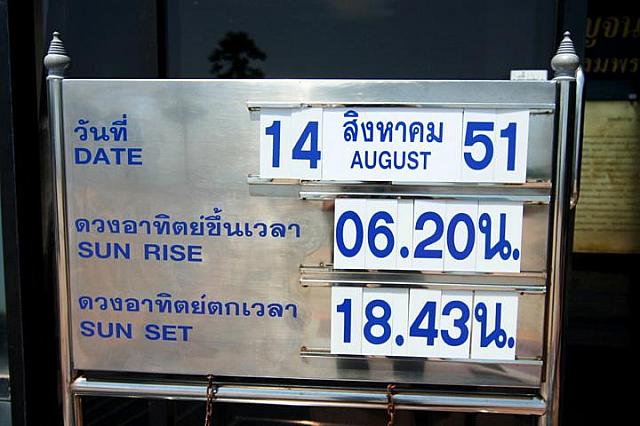 วันที่
DATE
14 สิงหาคม 51
AUGUST
ดวงอาทิตย์ขึ้นเวลา
SUN RISE
06.20น.
ดวงอาทิตย์ตกเวลา
SUN SET
18.43น.